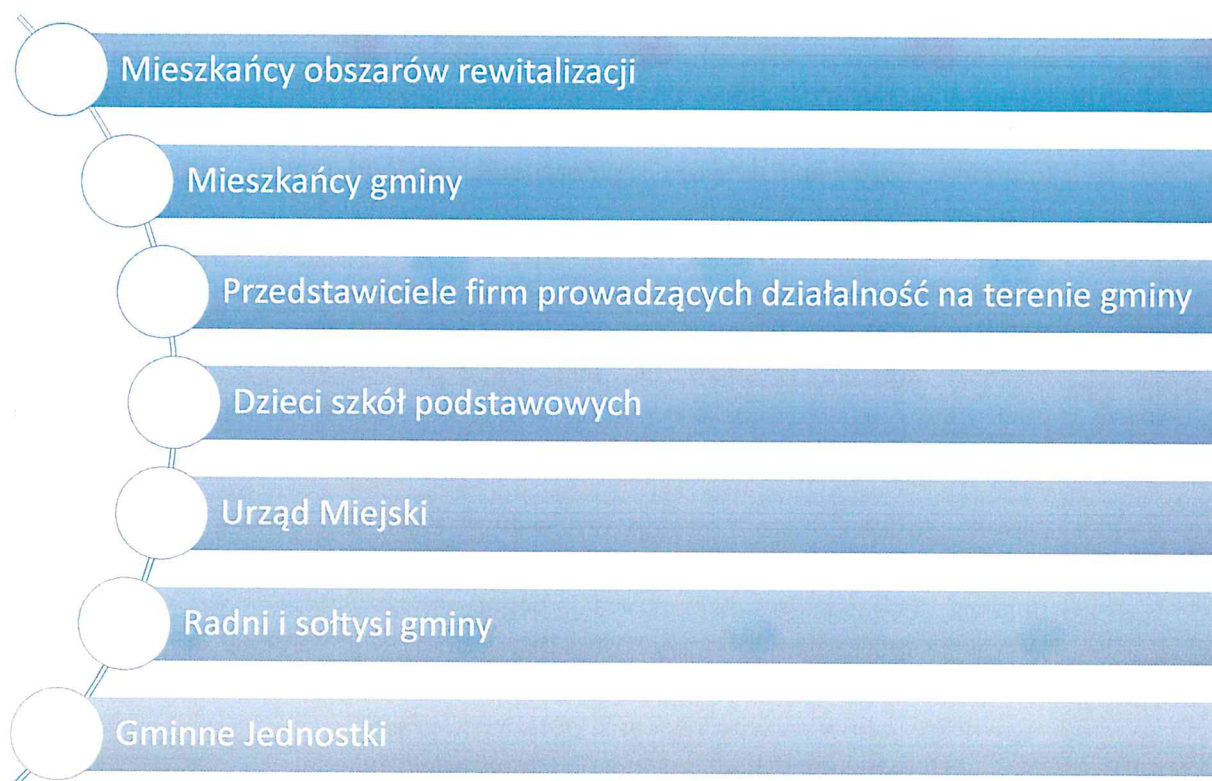 Mieszkańcy obszarów rewitalizacji
Mieszkańcy gminy
Przedstawiciele firm prowadzących działalność na terenie gminy
Dzieci szkół podstawowych
Urząd Miejski
Radni i sołtysi gminy
Gminne Jednostki